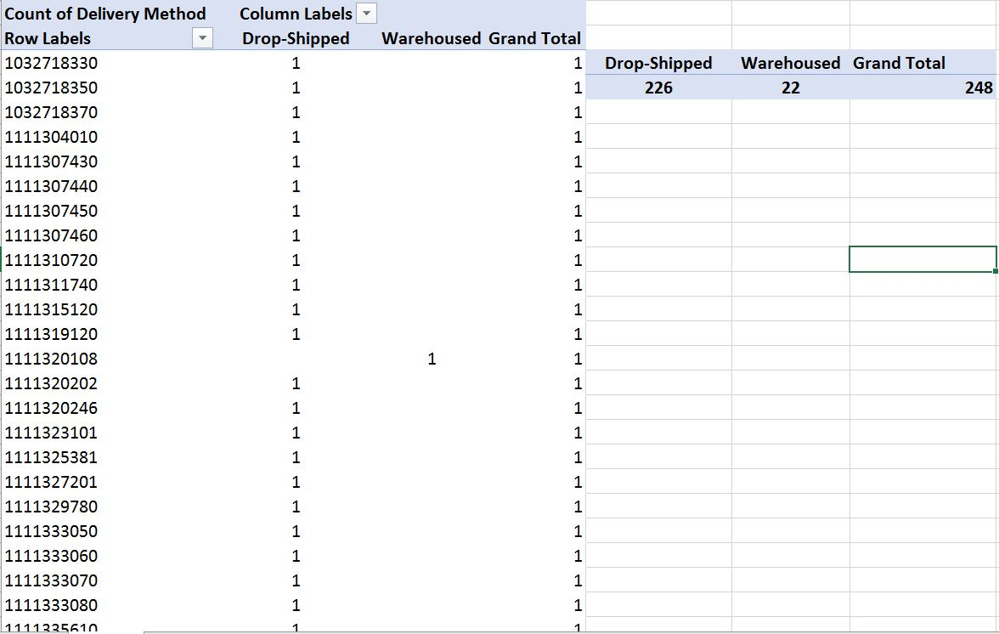 Count of Delivery Method Column Labels
Row Labels Drop-Shipped Warehoused Grand Total
1032718330 1 1 Drop-Shipped Warehoused Grand Total
1032718350 1 1 226 22 248
1032718370 1 1
1111304010 1 1
1111307430 1 1
1111307440 1 1
1111307450 1 1
1111307460 1 1
1111310720 1 1
1111311740 1 1
1111315120 1 1
1111319120 1 1
1111320108 1 1
1111320202 1 1
1111320246 1 1
1111323101 1 1
1111325381 1 1
1111327201 1 1
1111329780 1 1
1111333050 1 1
1111333060 1 1
1111333070 1 1
1111333080 1 1
1111335610 1 1